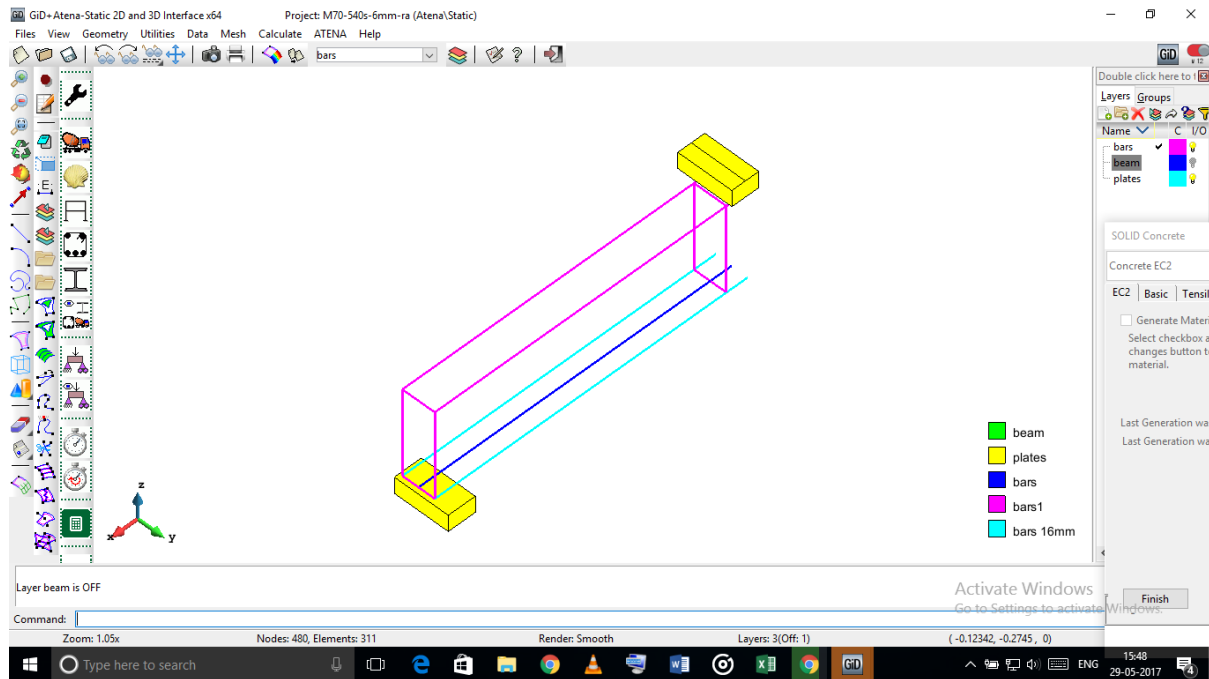 GiD+Atena-Static 2D and 3D Interface x64 Project: M70-540s-6mm-ra (Atena\Static)
Files View Geometry Utilities Data Mesh Calculate ATENA Help
bars
GiD
Double click here to
Layers Groups
Name C I/O
bars
beam
plates
SOLID Concrete
Concrete EC2
EC2 Basic Tensil
Generate Materi
Select checkbox a
changes button t
material.
Last Generation wa
Last Generation wa
z
x
y
beam
plates
bars
bars1
bars 16mm
Layer beam is OFF
Activate Windows
Go to Settings to activate Windows.
Finish
Command:
Zoom: 1.05x Nodes: 480, Elements: 311 Render: Smooth Layers: 3(Off: 1) (-0.12342, -0.2745 , 0)
Type here to search
GiD
ENG
15:48
29-05-2017
4